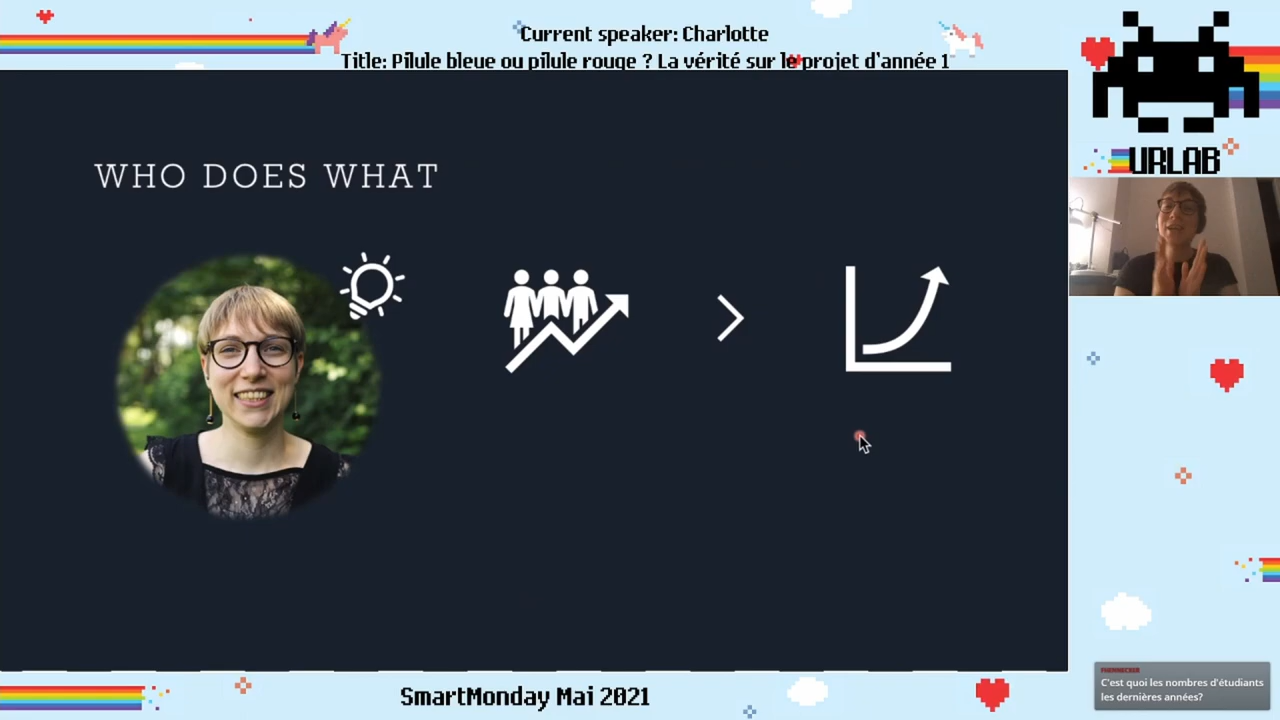 Current speaker: Charlotte
Title: Pilule bleue ou pilule rouge ? La vérité sur le projet d'année 1
URLAB
WHO DOES WHAT
C'est quoi les nombres d'étudiants
les dernières années?
SmartMonday Mai 2021